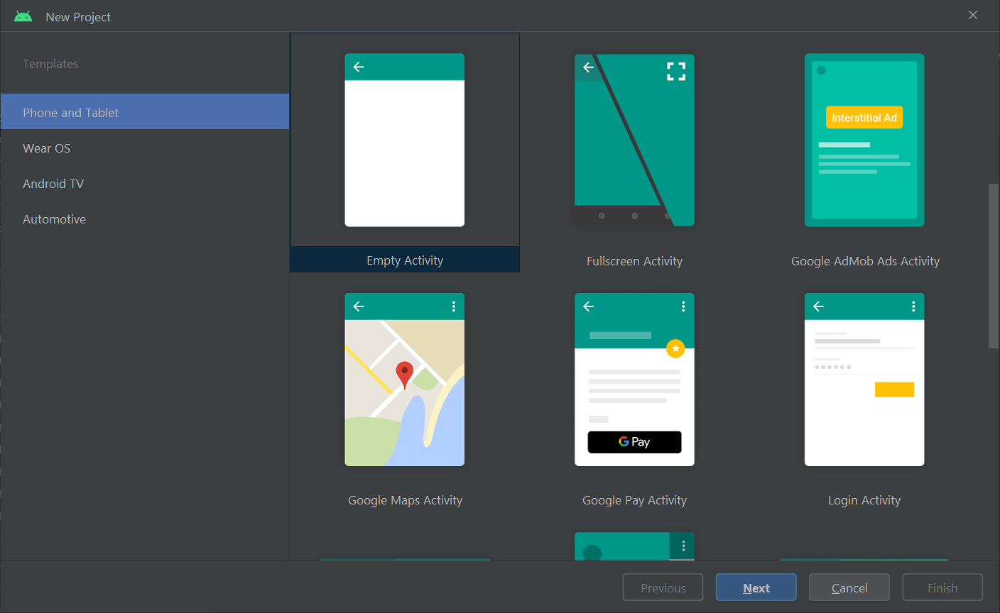 New Project
Templates
Phone and Tablet
Wear OS
Android TV
Automotive
Interstitial Ad
Empty Activity
Fullscreen Activity
Google AdMob Ads Activity
G Pay
Google Maps Activity
Google Pay Activity
Login Activity
Previous
Next
Cancel
Finish